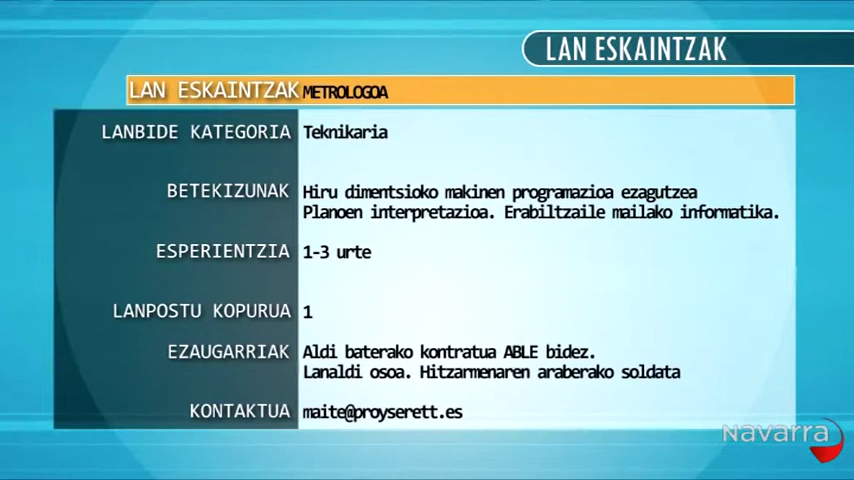 LAN ESKAINTZAK
LAN ESKAINTZAK METROLOGOA
LANBIDE KATEGORIA Teknikaria
BETEKIZUNAK Hiru dimentsioko makinen programazioa ezagutzea
Planoen interpretazioa. Erabiltzaile mailako informatika.
ESPERIENTZIA 1-3 urte
LANPOSTU KOPURUA 1
EZAUGARRIAK Aldi baterako kontratua ABLE bidez.
Lanaldi osoa. Hitzarmenaren araberako soldata
KONTAKTUA maite@proyserett.es
Navarra